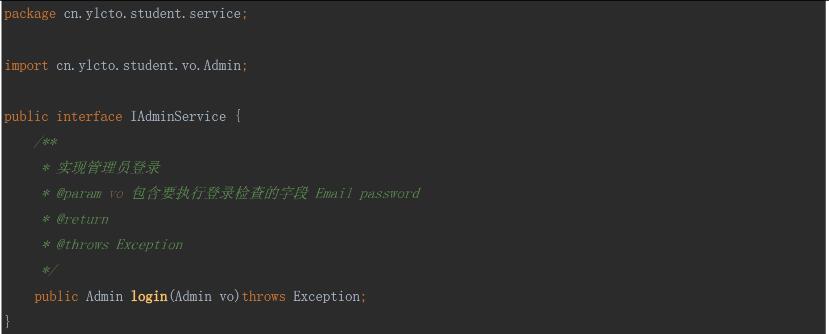 package cn.ylcto.student.service;
import cn.ylcto.student.vo.Admin;
public interface IAdminService {
/**
* 实现管理员登录
* @param vo 包含要执行登录检查的字段 Email password
* @return
* @throws Exception
*/
public Admin login(Admin vo)throws Exception;
}